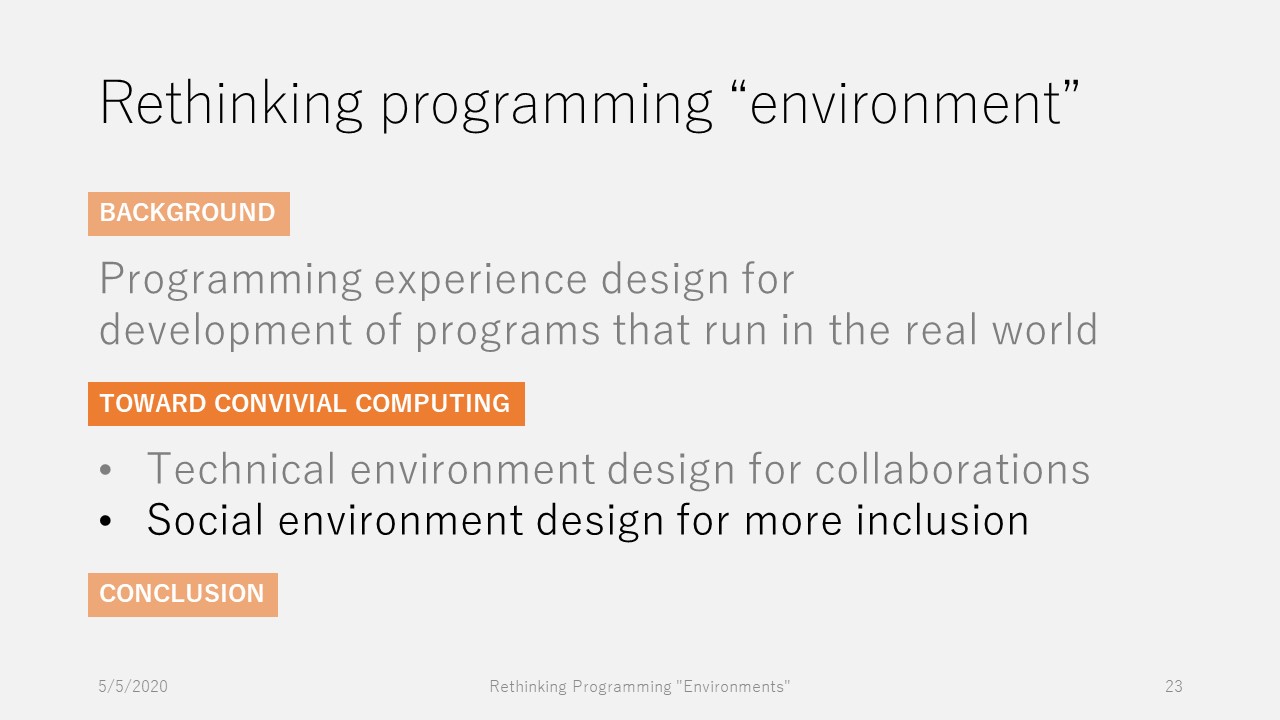 Rethinking programming “environment”
BACKGROUND
Programming experience design for
development of programs that run in the real world
TOWARD CONVIVIAL COMPUTING
• Technical environment design for collaborations
• Social environment design for more inclusion
CONCLUSION
5/5/2020
Rethinking Programming "Environments"
23